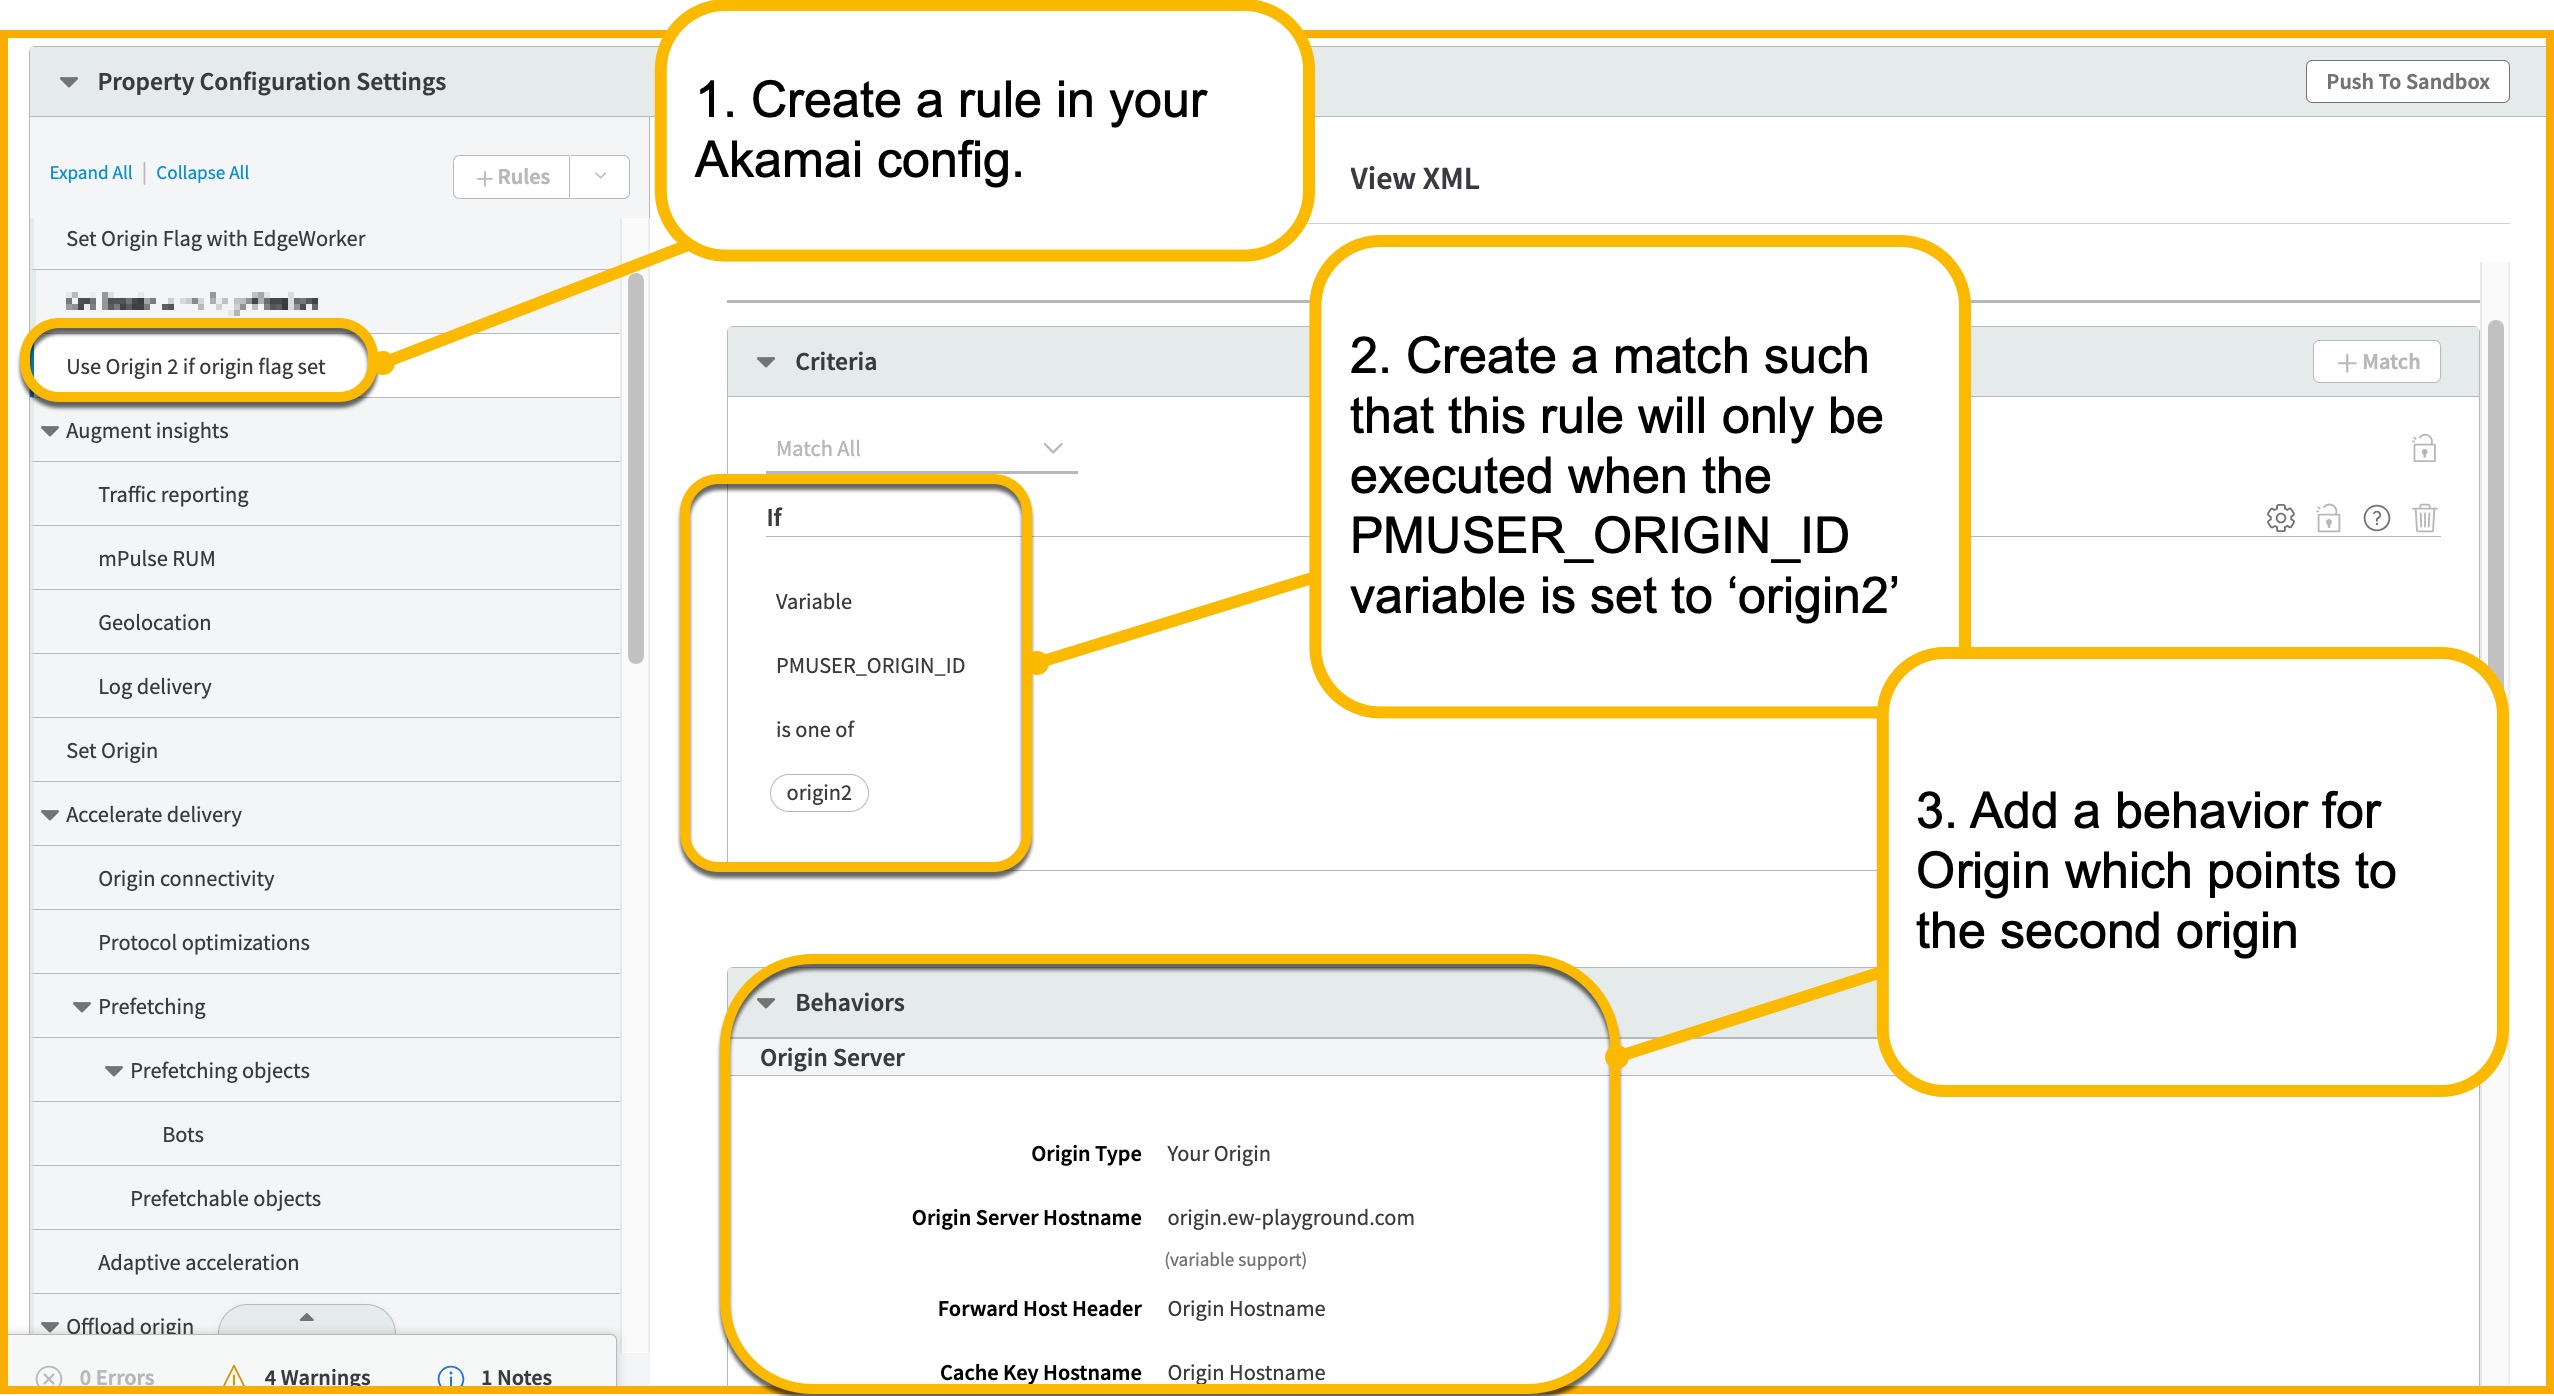 Property Configuration Settings
Push To Sandbox
1. Create a rule in your
Akamai config.
Expand All | Collapse All
+ Rules
View XML
Set Origin Flag with EdgeWorker
Use Origin 2 if origin flag set
Augment insights
Traffic reporting
mPulse RUM
Geolocation
Log delivery
Set Origin
Accelerate delivery
Origin connectivity
Protocol optimizations
Prefetching
Prefetching objects
Bots
Prefetchable objects
Adaptive acceleration
Offload origin
0 Errors
4 Warnings
1 Notes
Criteria
+ Match
Match All
If
Variable
PMUSER_ORIGIN_ID
is one of
origin2
2. Create a match such
that this rule will only be
executed when the
PMUSER_ORIGIN_ID
variable is set to ‘origin2’
3. Add a behavior for
Origin which points to
the second origin
Behaviors
Origin Server
Origin Type Your Origin
Origin Server Hostname origin.ew-playground.com
(variable support)
Forward Host Header Origin Hostname
Cache Key Hostname Origin Hostname